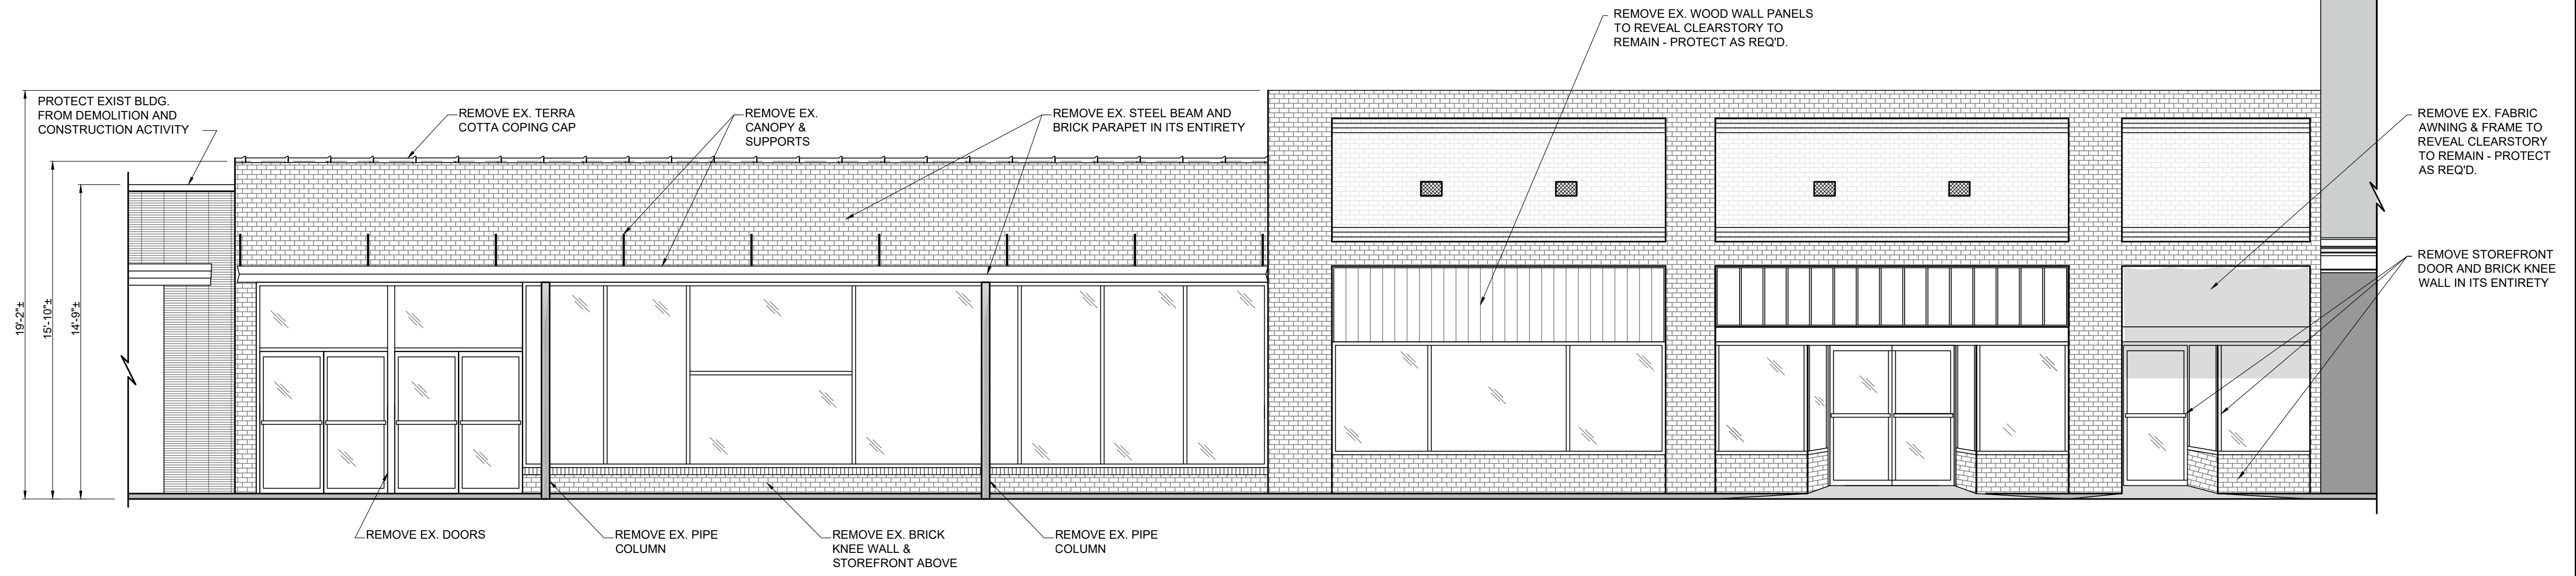 REMOVE EX. WOOD WALL PANELS
TO REVEAL CLEARSTORY TO
REMAIN - PROTECT AS REQ'D.
PROTECT EXIST BLDG.
FROM DEMOLITION AND
CONSTRUCTION ACTIVITY
REMOVE EX. TERRA
COTTA COPING CAP
REMOVE EX.
CANOPY &
SUPPORTS
REMOVE EX. STEEL BEAM AND
BRICK PARAPET IN ITS ENTIRETY
REMOVE EX. FABRIC
AWNING & FRAME TO
REVEAL CLEARSTORY
TO REMAIN - PROTECT
AS REQ'D.
REMOVE STOREFRONT
DOOR AND BRICK KNEE
WALL IN ITS ENTIRETY
19'-2"±
15'-10"±
14'-9"±
REMOVE EX. DOORS
REMOVE EX. PIPE
COLUMN
REMOVE EX. BRICK
KNEE WALL &
STOREFRONT ABOVE
REMOVE EX. PIPE
COLUMN